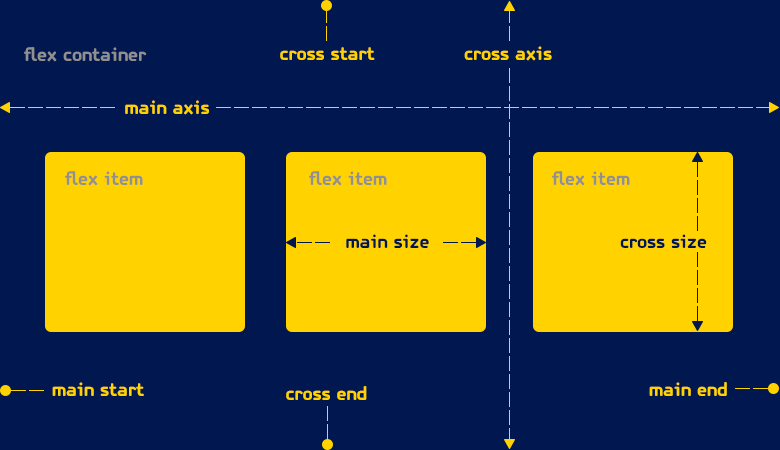 cross start
cross axis
flex container
main axis
flex item
flex item
flex item
main size
cross size
main start
cross end
main end